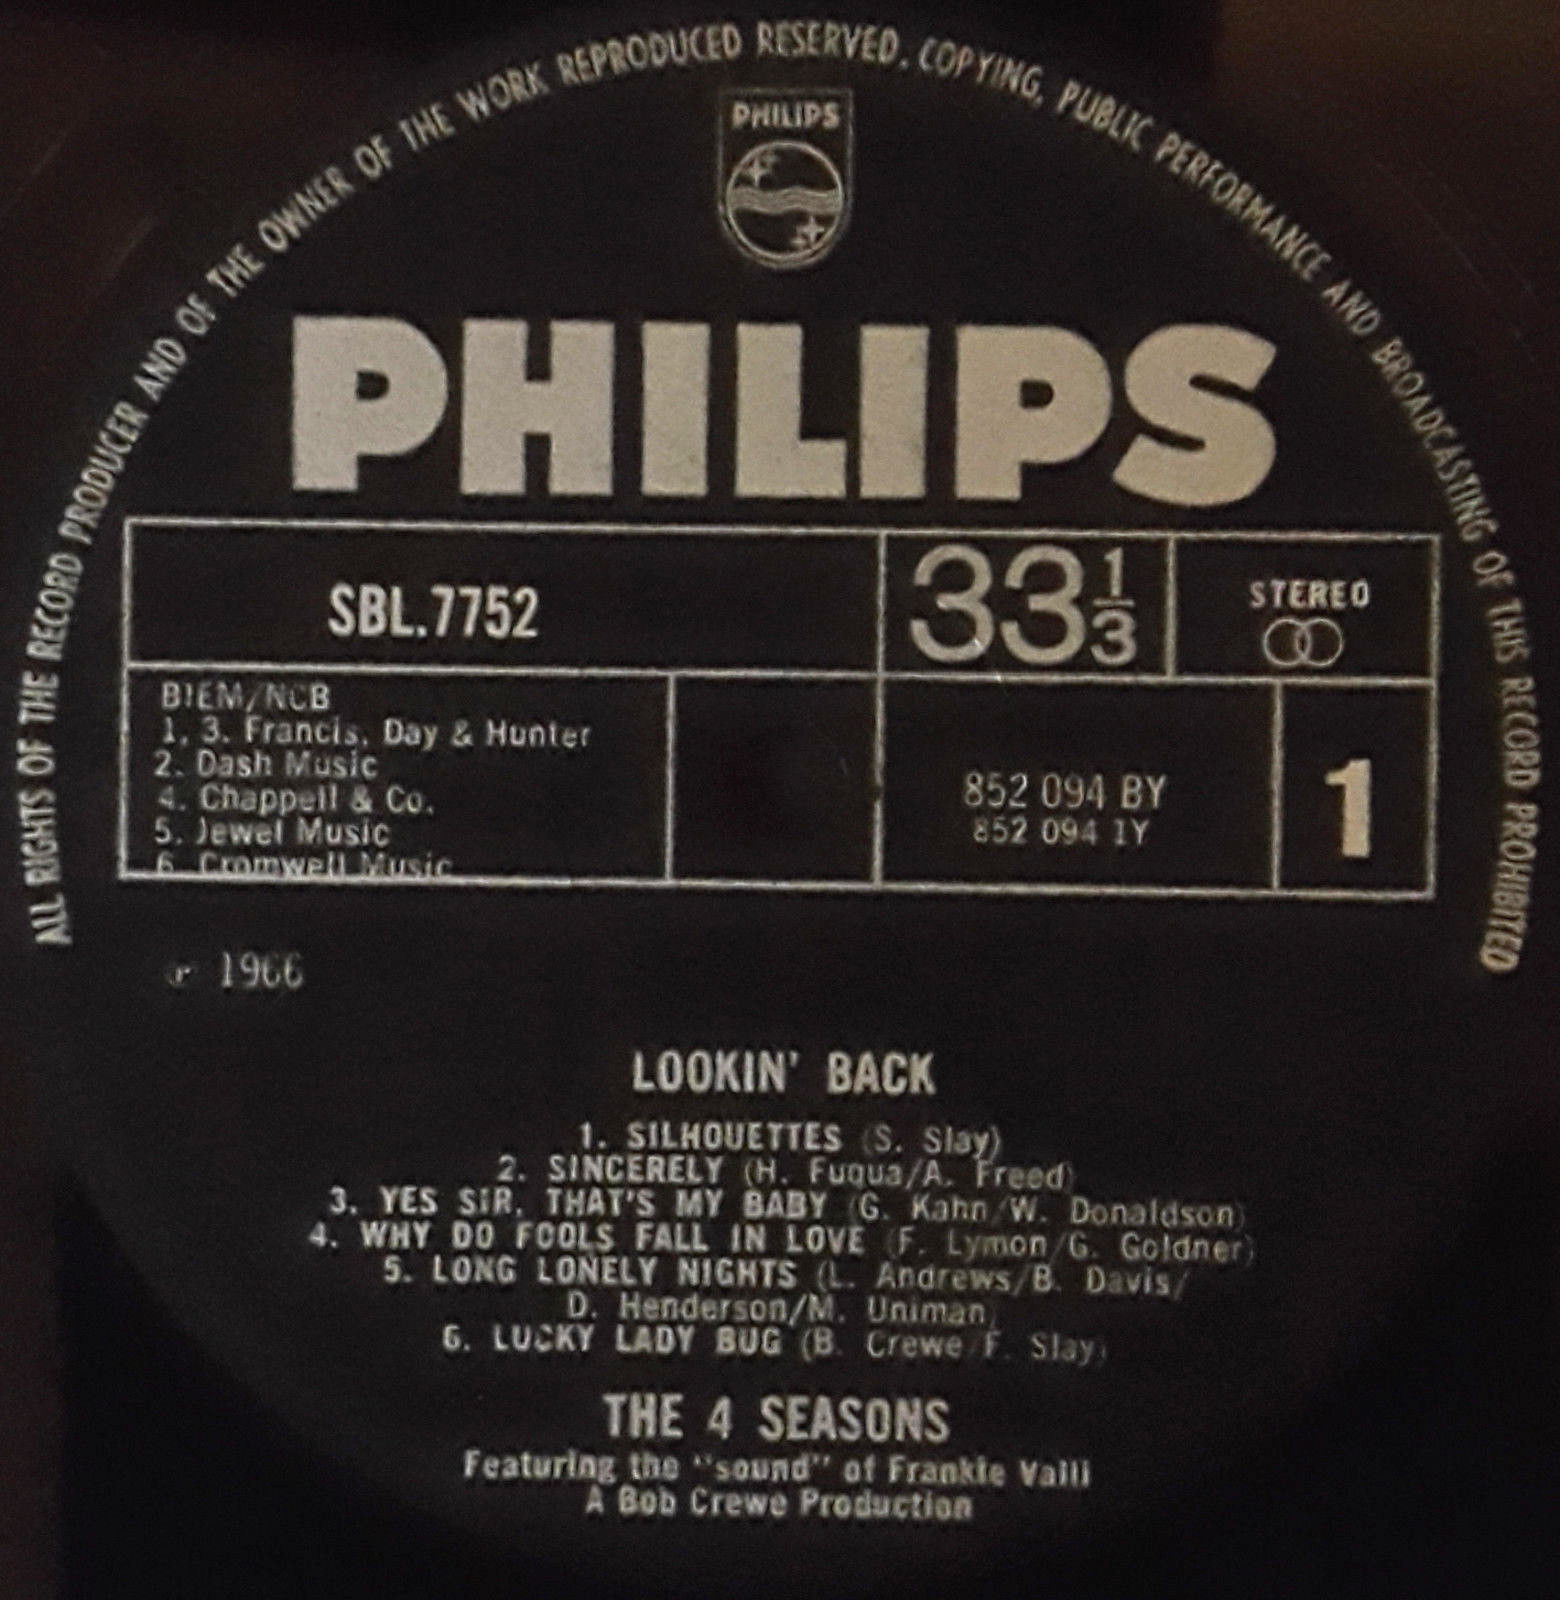 ALL RIGHTS OF THE RECORD PRODUCER AND OF THE OWNER OF THE WORK REPRODUCED RESERVED. COPYING, PUBLIC PERFORMANCE AND BROADCASTING OF THIS RECORD PROHIBITED
PHILIPS
PHILIPS
SBL.7752
33 1/3
STEREO
BIEM/NCB
1, 3. Francis, Day & Hunter
2. Dash Music
4. Chappell & Co.
5. Jewel Music
6. Cromwell Music
852 094 BY
852 094 1Y
1
℗ 1966
LOOKIN' BACK
1. SILHOUETTES (S. Slay)
2. SINCERELY (H. Fuqua/A. Freed)
3. YES SIR, THAT'S MY BABY (G. Kahn/W. Donaldson)
4. WHY DO FOOLS FALL IN LOVE (F. Lymon/G. Goldner)
5. LONG LONELY NIGHTS (L. Andrews/B. Davis/
D. Henderson/M. Uniman)
6. LUCKY LADY BUG (B. Crewe/F. Slay)
THE 4 SEASONS
Featuring the "sound" of Frankie Valli
A Bob Crewe Production